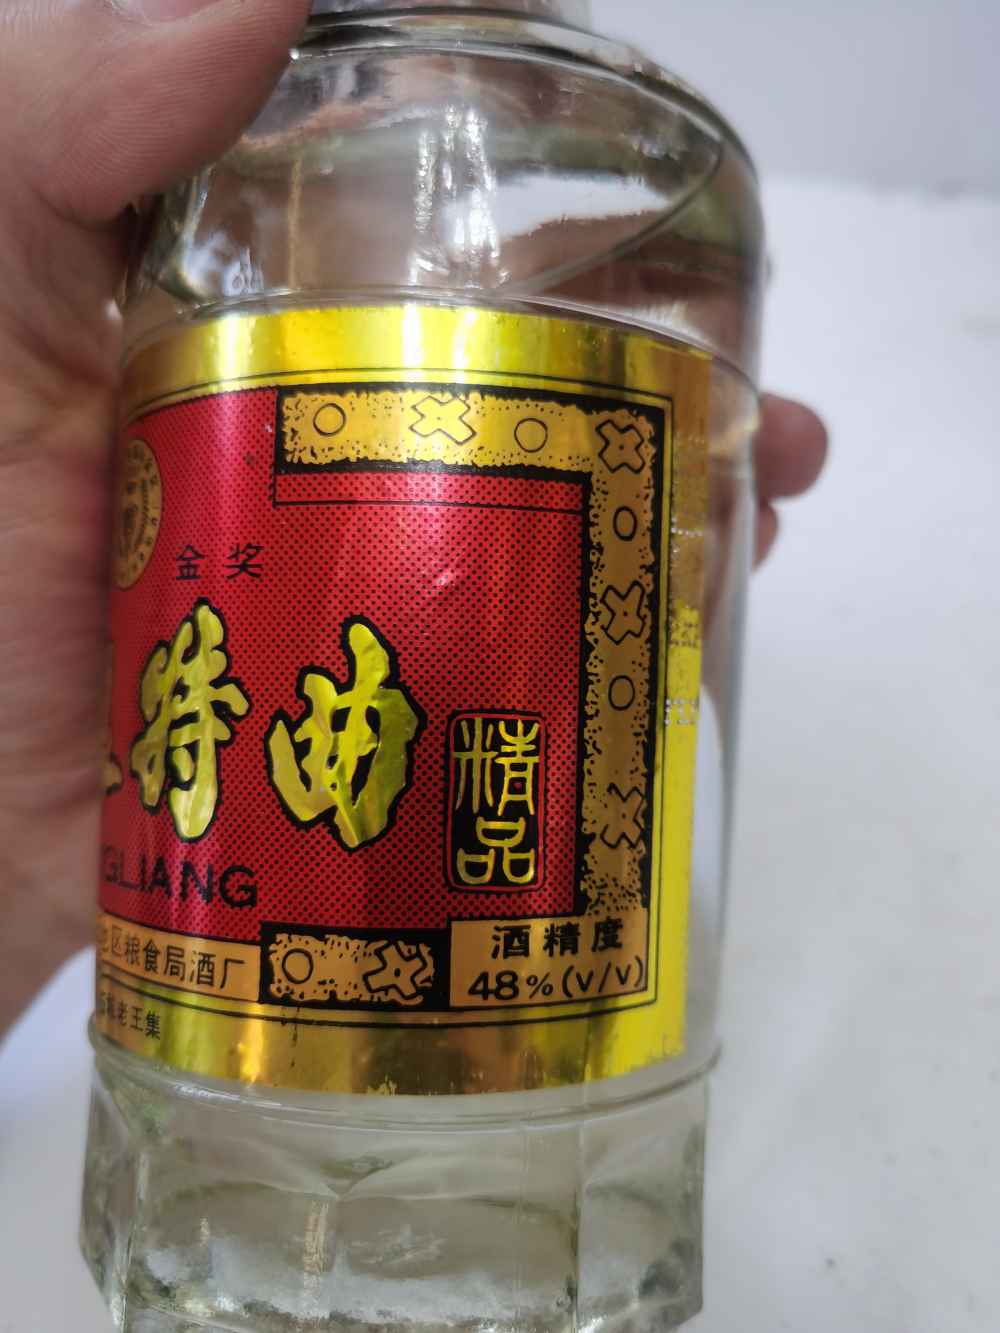 金奖
特曲
精品
GLIANG
区粮食局酒厂
酒精度
48%(v/v)
老王集